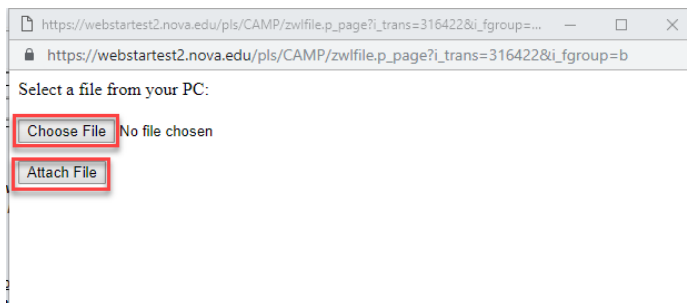 https://webstartest2.nova.edu/pls/CAMP/zwlfile.p_page?i_trans=316422&i_fgroup=...
https://webstartest2.nova.edu/pls/CAMP/zwlfile.p_page?i_trans=316422&i_fgroup=b
Select a file from your PC:
Choose File No file chosen
Attach File